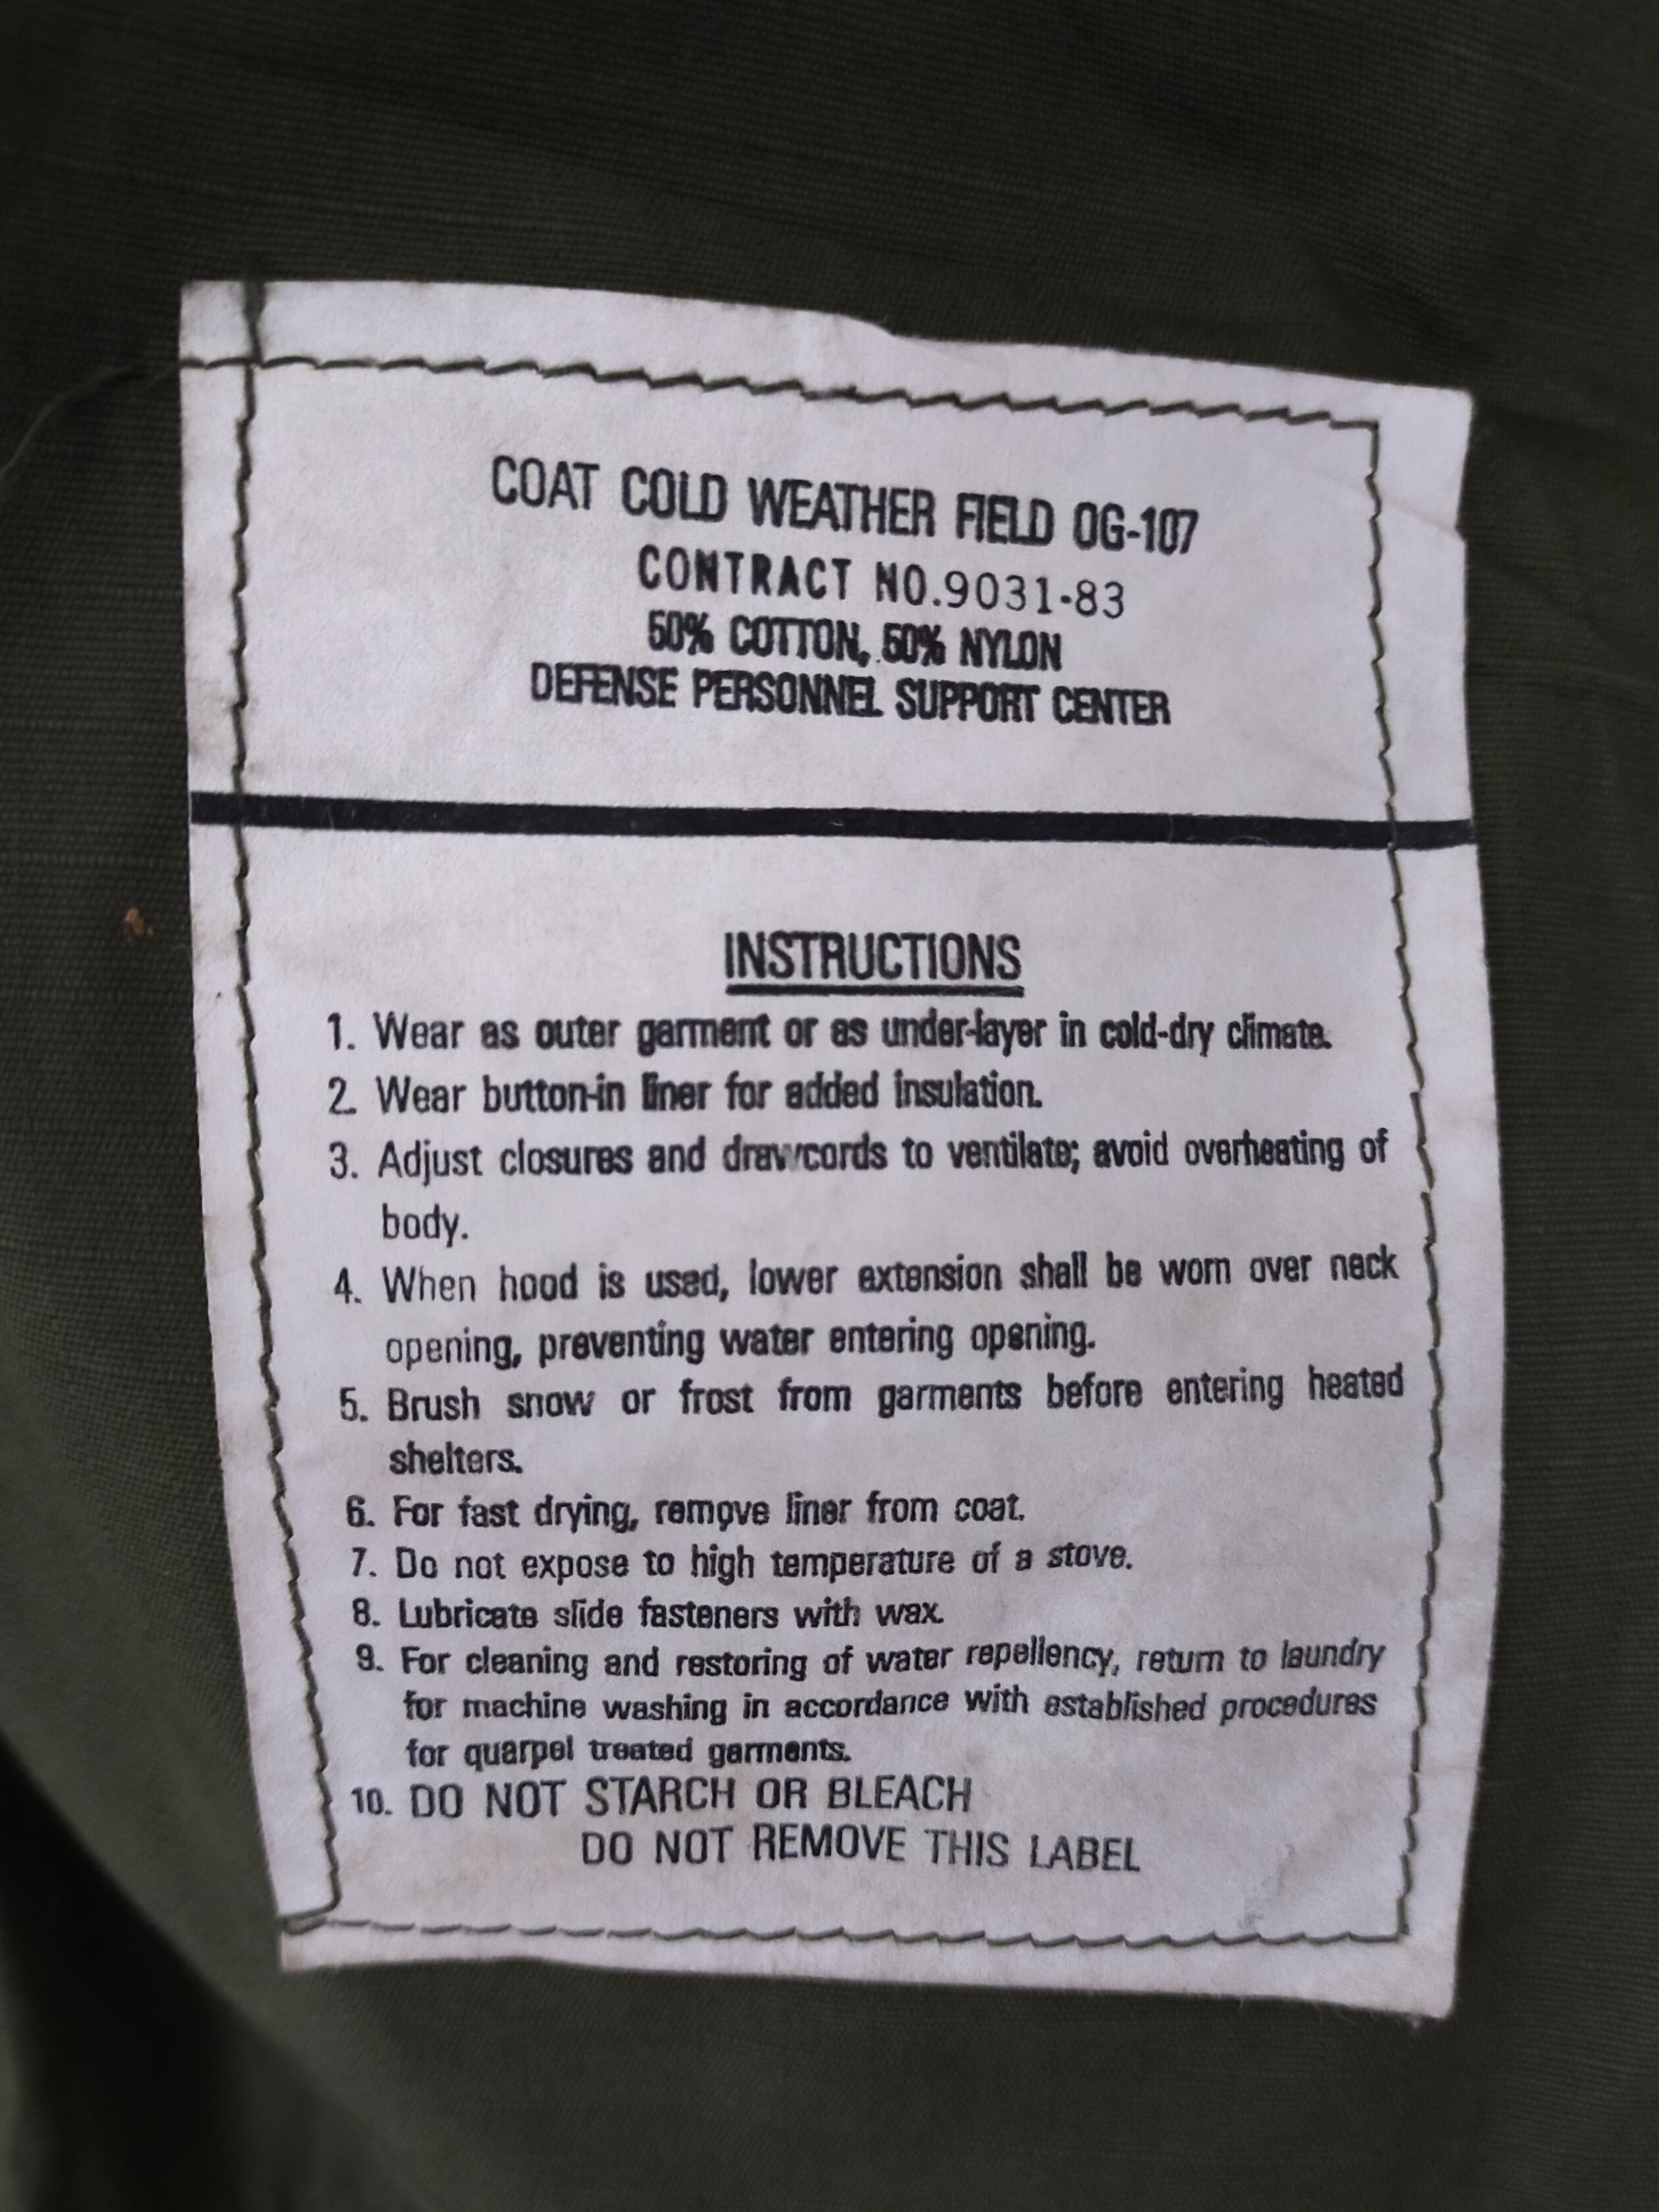 COAT COLD WEATHER FIELD OG-107
CONTRACT NO.9031-83
50% COTTON, 50% NYLON
DEFENSE PERSONNEL SUPPORT CENTER
INSTRUCTIONS
1. Wear as outer garment or as under-layer in cold-dry climate.
2. Wear button-in liner for added insulation.
3. Adjust closures and drawcords to ventilate; avoid overheating of
body.
4. When hood is used, lower extension shall be worn over neck
opening, preventing water entering opening.
5. Brush snow or frost from garments before entering heated
shelters.
6. For fast drying, remove liner from coat.
7. Do not expose to high temperature of a stove.
8. Lubricate slide fasteners with wax.
9. For cleaning and restoring of water repellency, return to laundry
for machine washing in accordance with established procedures
for quarpel treated garments.
10. DO NOT STARCH OR BLEACH
DO NOT REMOVE THIS LABEL